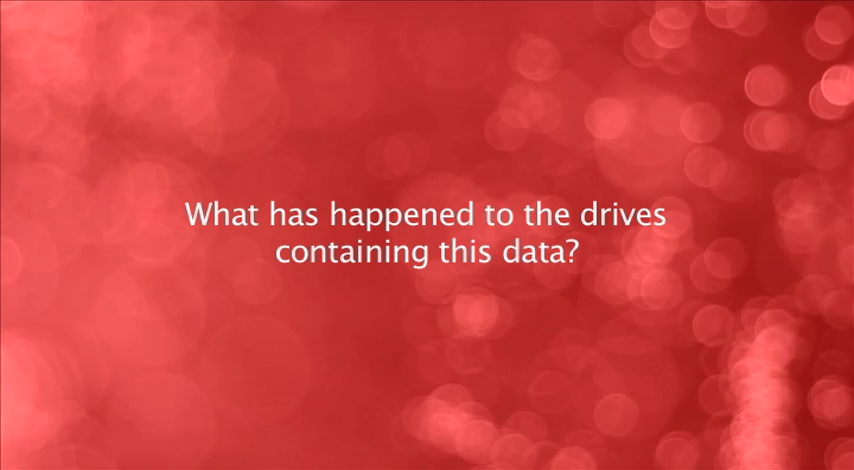 What has happened to the drives
containing this data?